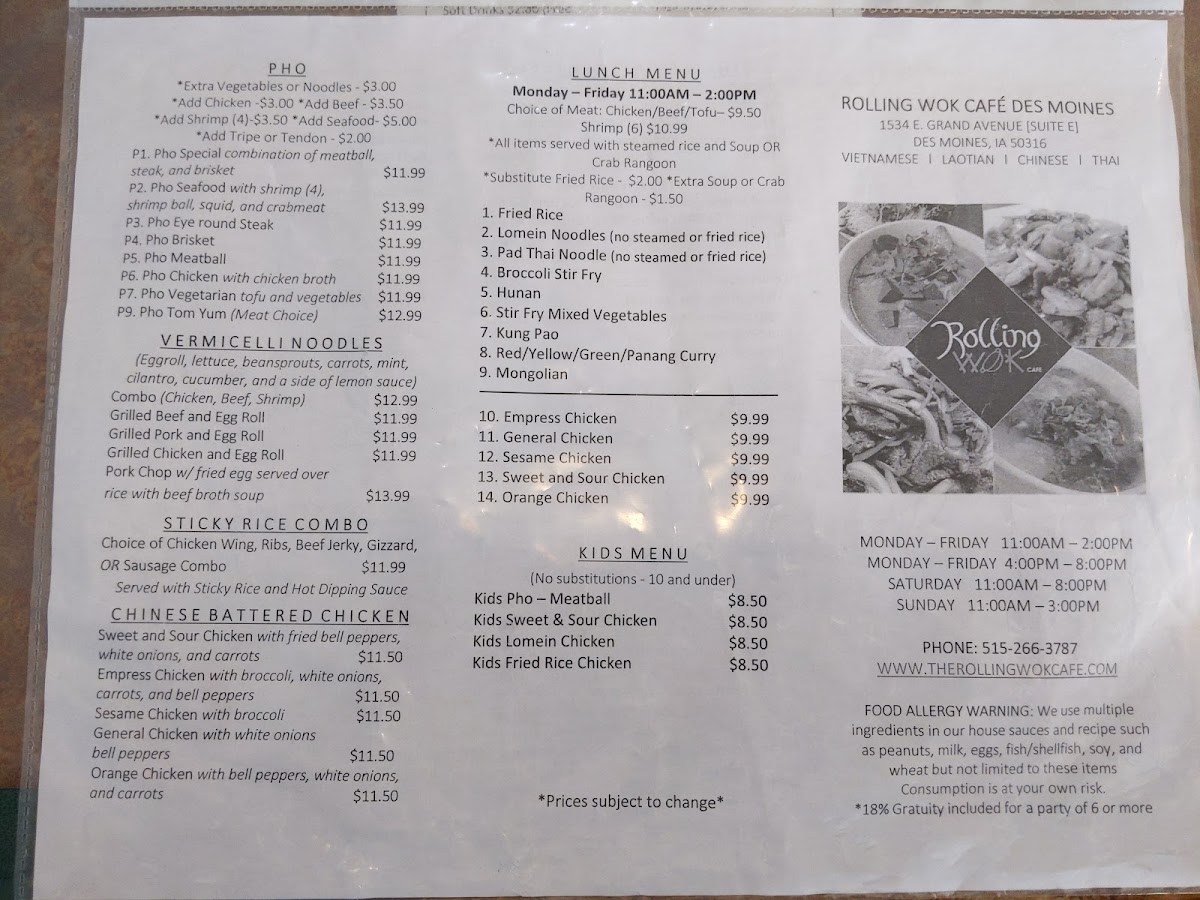 Soft Drinks
PHO
*Extra Vegetables or Noodles - $3.00
*Add Chicken -$3.00 *Add Beef - $3.50
*Add Shrimp (4)-$3.50 *Add Seafood- $5.00
*Add Tripe or Tendon - $2.00
P1. Pho Special combination of meatball,
steak, and brisket $11.99
P2. Pho Seafood with shrimp (4),
shrimp ball, squid, and crabmeat $13.99
P3. Pho Eye round Steak $11.99
P4. Pho Brisket $11.99
P5. Pho Meatball $11.99
P6. Pho Chicken with chicken broth $11.99
P7. Pho Vegetarian tofu and vegetables $11.99
P9. Pho Tom Yum (Meat Choice) $12.99
VERMICELLI NOODLES
(Eggroll, lettuce, beansprouts, carrots, mint,
cilantro, cucumber, and a side of lemon sauce)
Combo (Chicken, Beef, Shrimp) $12.99
Grilled Beef and Egg Roll $11.99
Grilled Pork and Egg Roll $11.99
Grilled Chicken and Egg Roll $11.99
Pork Chop w/ fried egg served over
rice with beef broth soup $13.99
STICKY RICE COMBO
Choice of Chicken Wing, Ribs, Beef Jerky, Gizzard,
OR Sausage Combo $11.99
Served with Sticky Rice and Hot Dipping Sauce
CHINESE BATTERED CHICKEN
Sweet and Sour Chicken with fried bell peppers,
white onions, and carrots $11.50
Empress Chicken with broccoli, white onions,
carrots, and bell peppers $11.50
Sesame Chicken with broccoli $11.50
General Chicken with white onions
bell peppers $11.50
Orange Chicken with bell peppers, white onions,
and carrots $11.50
LUNCH MENU
Monday – Friday 11:00AM – 2:00PM
Choice of Meat: Chicken/Beef/Tofu– $9.50
Shrimp (6) $10.99
*All items served with steamed rice and Soup OR
Crab Rangoon
*Substitute Fried Rice - $2.00 *Extra Soup or Crab
Rangoon - $1.50
1. Fried Rice
2. Lomein Noodles (no steamed or fried rice)
3. Pad Thai Noodle (no steamed or fried rice)
4. Broccoli Stir Fry
5. Hunan
6. Stir Fry Mixed Vegetables
7. Kung Pao
8. Red/Yellow/Green/Panang Curry
9. Mongolian
10. Empress Chicken $9.99
11. General Chicken $9.99
12. Sesame Chicken $9.99
13. Sweet and Sour Chicken $9.99
14. Orange Chicken $9.99
KIDS MENU
(No substitutions - 10 and under)
Kids Pho – Meatball $8.50
Kids Sweet & Sour Chicken $8.50
Kids Lomein Chicken $8.50
Kids Fried Rice Chicken $8.50
*Prices subject to change*
ROLLING WOK CAFÉ DES MOINES
1534 E. GRAND AVENUE [SUITE E]
DES MOINES, IA 50316
VIETNAMESE | LAOTIAN | CHINESE | THAI
Rolling
WOK CAFE
MONDAY – FRIDAY 11:00AM – 2:00PM
MONDAY – FRIDAY 4:00PM – 8:00PM
SATURDAY 11:00AM – 8:00PM
SUNDAY 11:00AM – 3:00PM
PHONE: 515-266-3787
WWW.THEROLLINGWOKCAFE.COM
FOOD ALLERGY WARNING: We use multiple
ingredients in our house sauces and recipe such
as peanuts, milk, eggs, fish/shellfish, soy, and
wheat but not limited to these items
Consumption is at your own risk.
*18% Gratuity included for a party of 6 or more